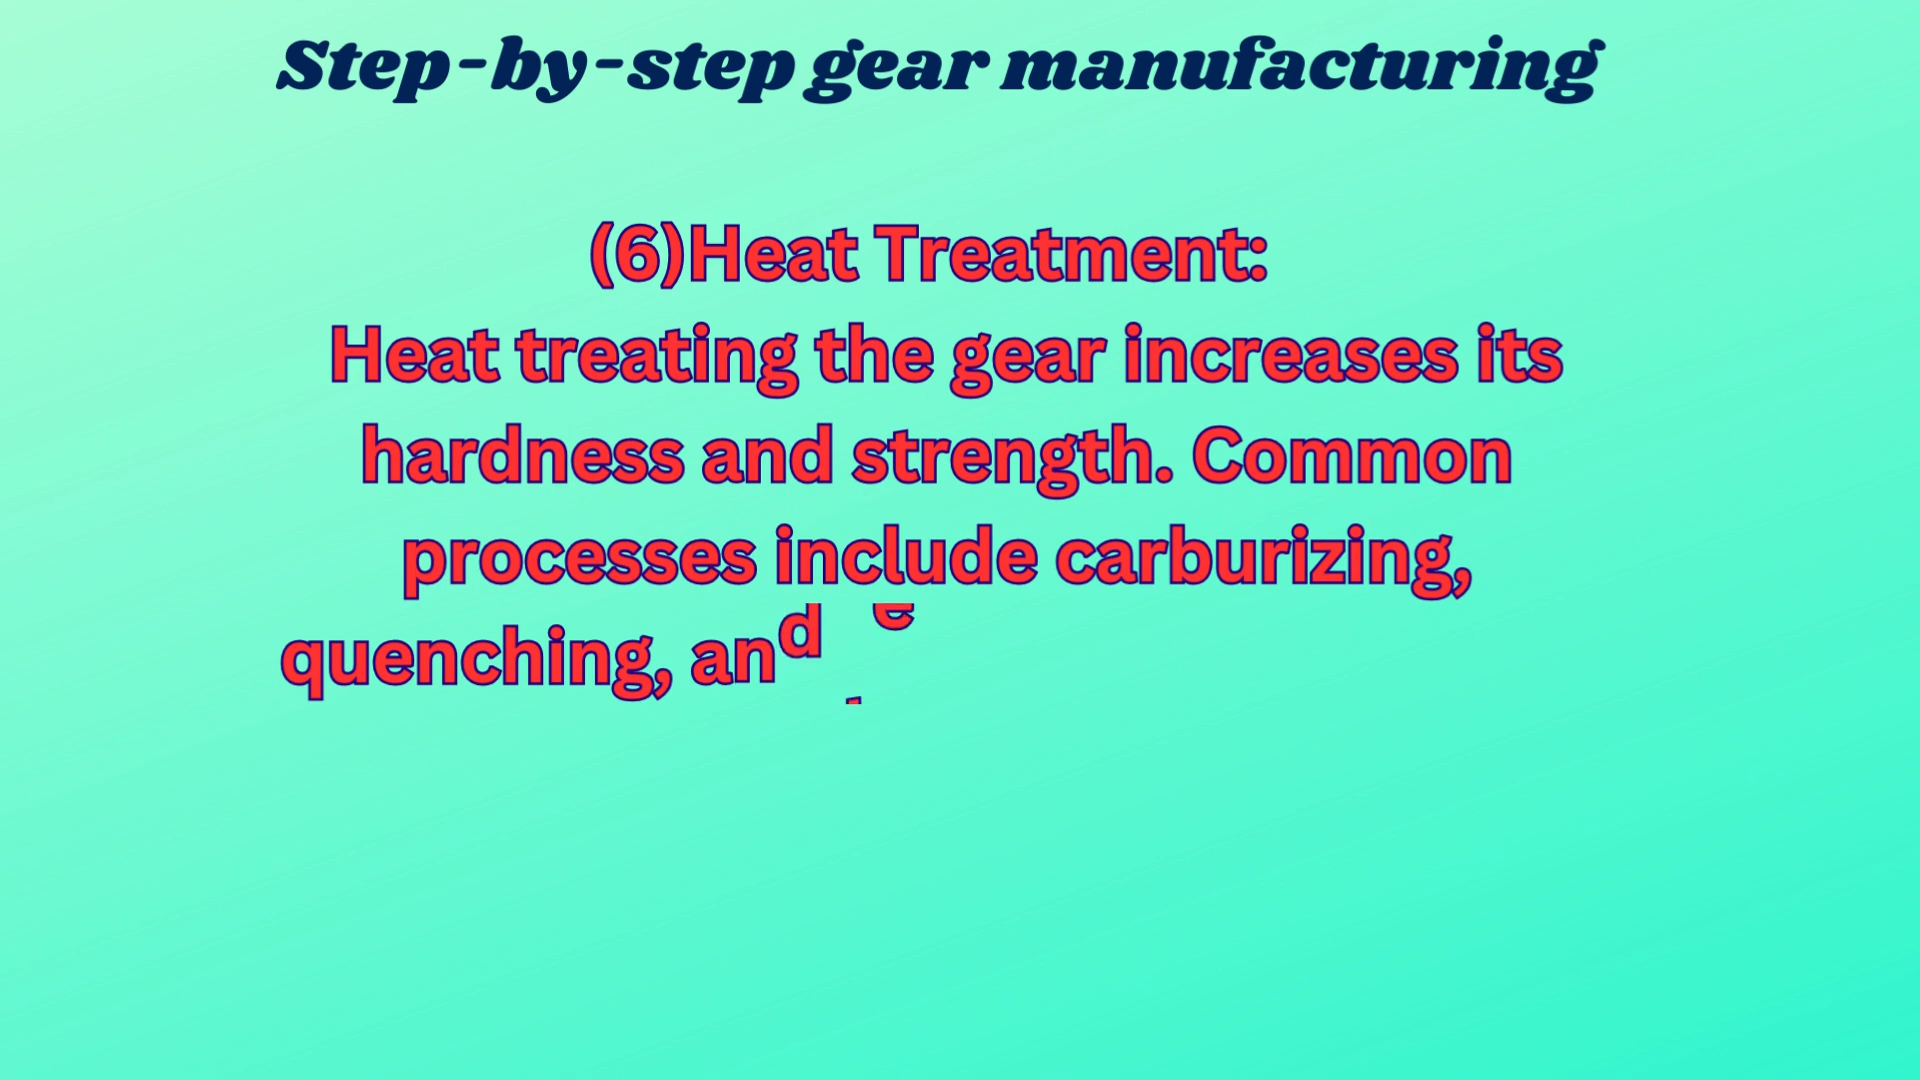 Step-by-step gear manufacturing
(6)Heat Treatment:
Heat treating the gear increases its
hardness and strength. Common
processes include carburizing,
quenching, and